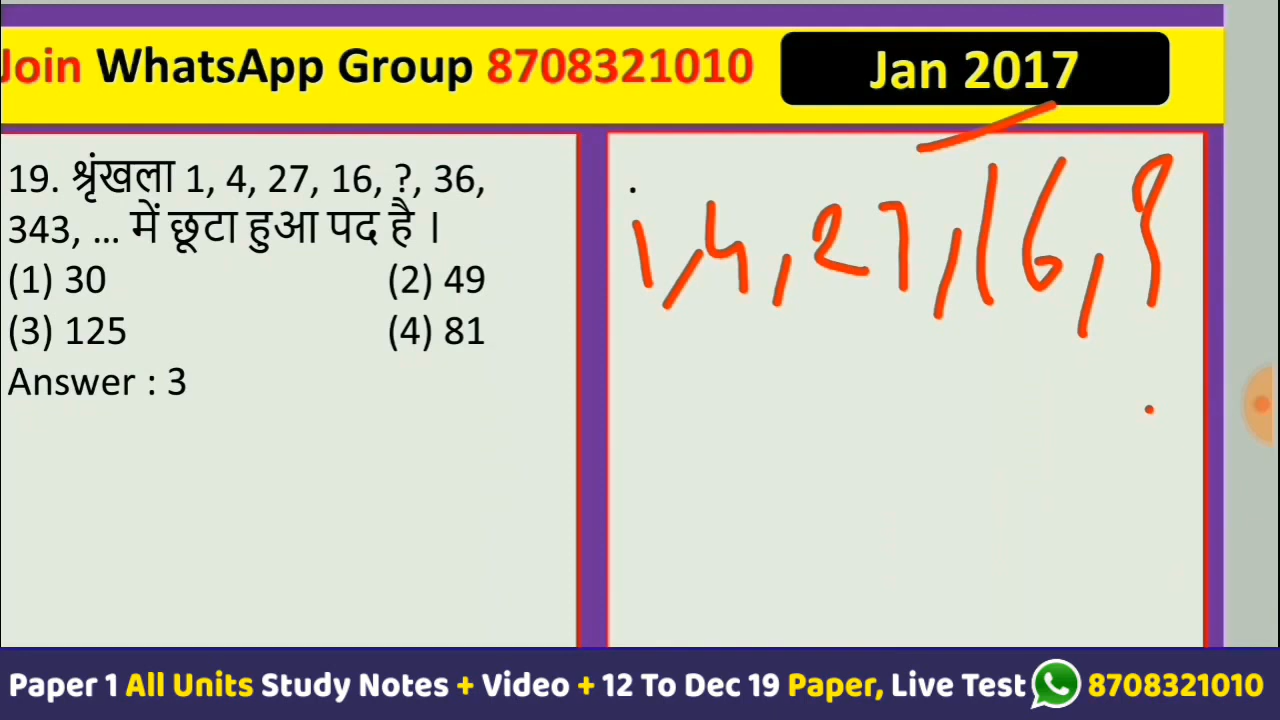 Join WhatsApp Group 8708321010
Jan 2017
19. श्रृंखला 1, 4, 27, 16, ?, 36,
343, ... में छूटा हुआ पद है ।
(1) 30 (2) 49
(3) 125 (4) 81
Answer : 3
1, 4, 27, 16, ?
Paper 1 All Units Study Notes + Video + 12 To Dec 19 Paper, Live Test 8708321010